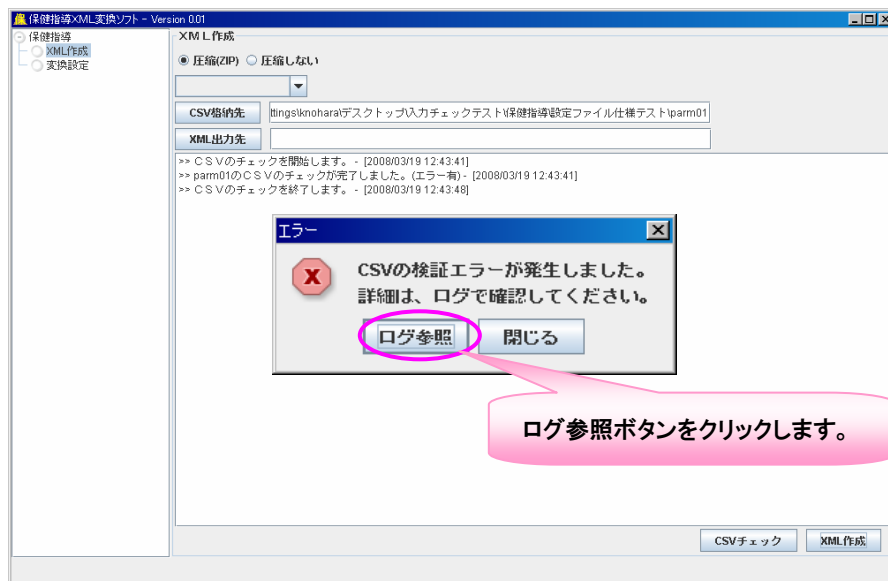 保健指導XML変換ソフト - Version 0.01
保健指導
XML作成
変換設定
XML作成
圧縮(ZIP) 圧縮しない
CSV格納先 ttings\knohara\デスクトップ\入力チェックテスト\保健指導\設定ファイル仕様テスト\parm01
XML出力先
>> CSVのチェックを開始します。 - [2008/03/19 12:43:41]
>> parm01のCSVのチェックが完了しました。(エラー有) - [2008/03/19 12:43:41]
>> CSVのチェックを終了します。 - [2008/03/19 12:43:48]
エラー
CSVの検証エラーが発生しました。
詳細は、ログで確認してください。
ログ参照 閉じる
ログ参照ボタンをクリックします。
CSVチェック XML作成